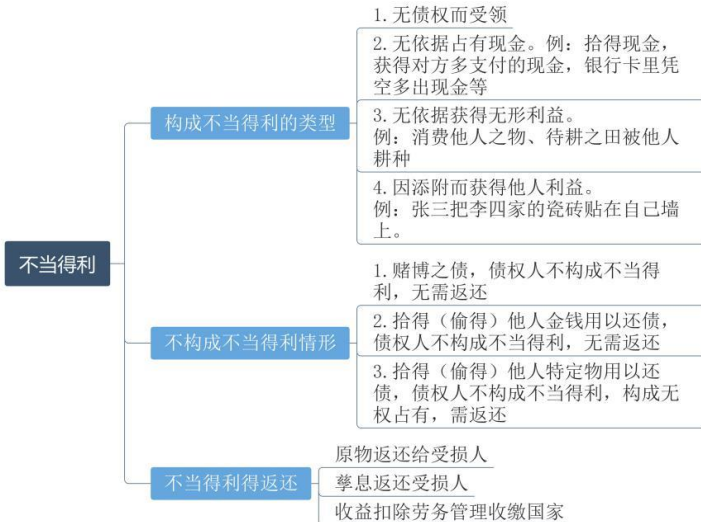 不当得利
构成不当得利的类型
1.无债权而受领
2.无依据占有现金。例：拾得现金，
获得对方多支付的现金，银行卡里凭
空多出现金等
3.无依据获得无形利益。
例：消费他人之物、待耕之田被他人
耕种
4.因添附而获得他人利益。
例：张三把李四家的瓷砖贴在自己墙
上。
不构成不当得利情形
1.赌博之债，债权人不构成不当得
利，无需返还
2.拾得（偷得）他人金钱用以还债，
债权人不构成不当得利，无需返还
3.拾得（偷得）他人特定物用以还
债，债权人不构成不当得利，构成无
权占有，需返还
不当得利得返还
原物返还给受损人
孳息返还受损人
收益扣除劳务管理收缴国家